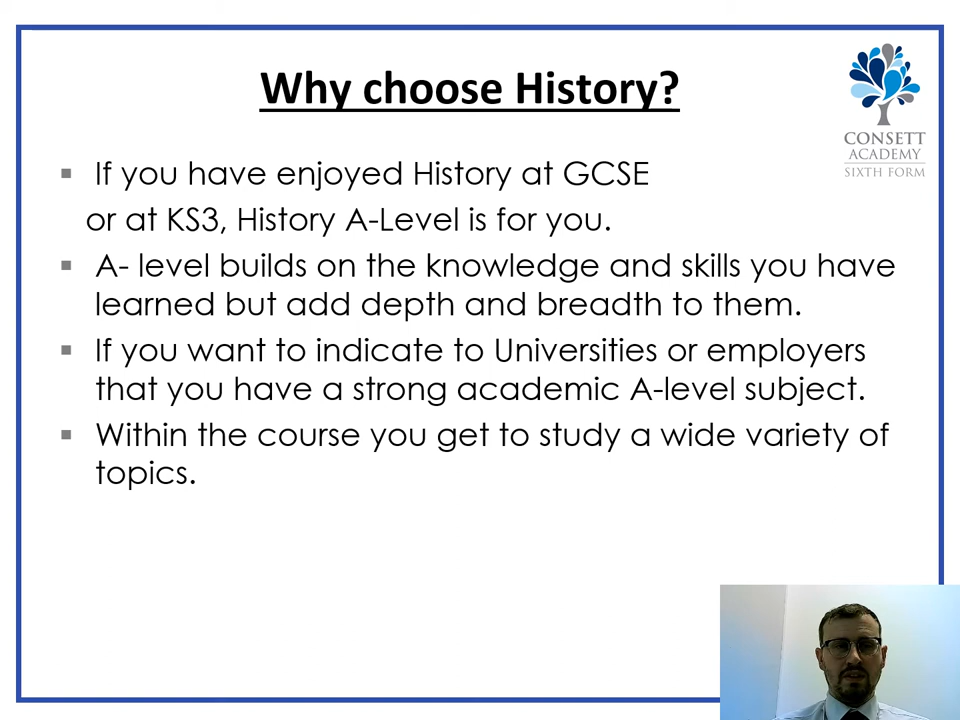 Why choose History?
CONSETT
ACADEMY
SIXTH FORM
▪ If you have enjoyed History at GCSE
or at KS3, History A-Level is for you.
▪ A- level builds on the knowledge and skills you have
learned but add depth and breadth to them.
▪ If you want to indicate to Universities or employers
that you have a strong academic A-level subject.
▪ Within the course you get to study a wide variety of
topics.